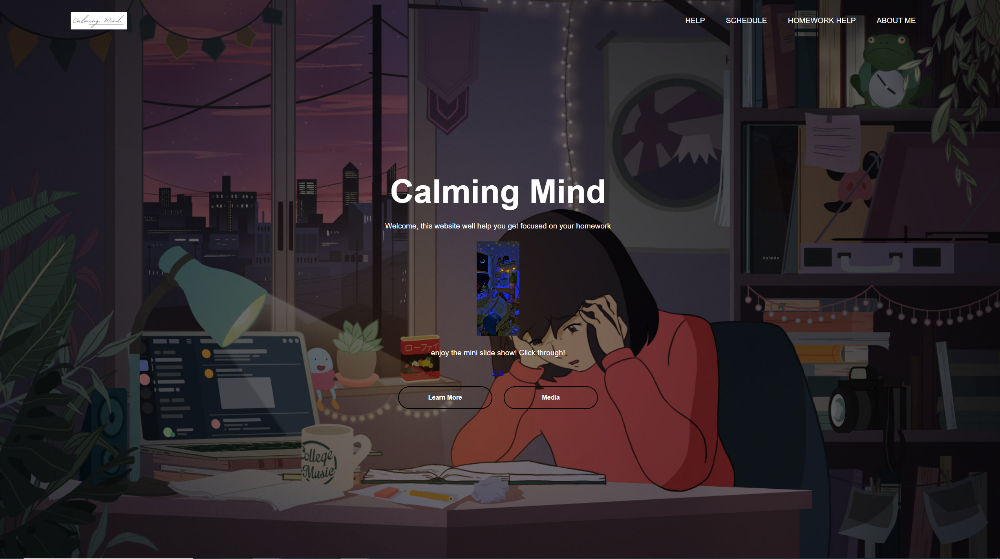 Calming Mind
HELP SCHEDULE HOMEWORK HELP ABOUT ME
Calming Mind
Welcome, this website well help you get focused on your homework
kalaido
ローファイ
enjoy the mini slide show! Click through!
< >
Learn More Media
College
Music